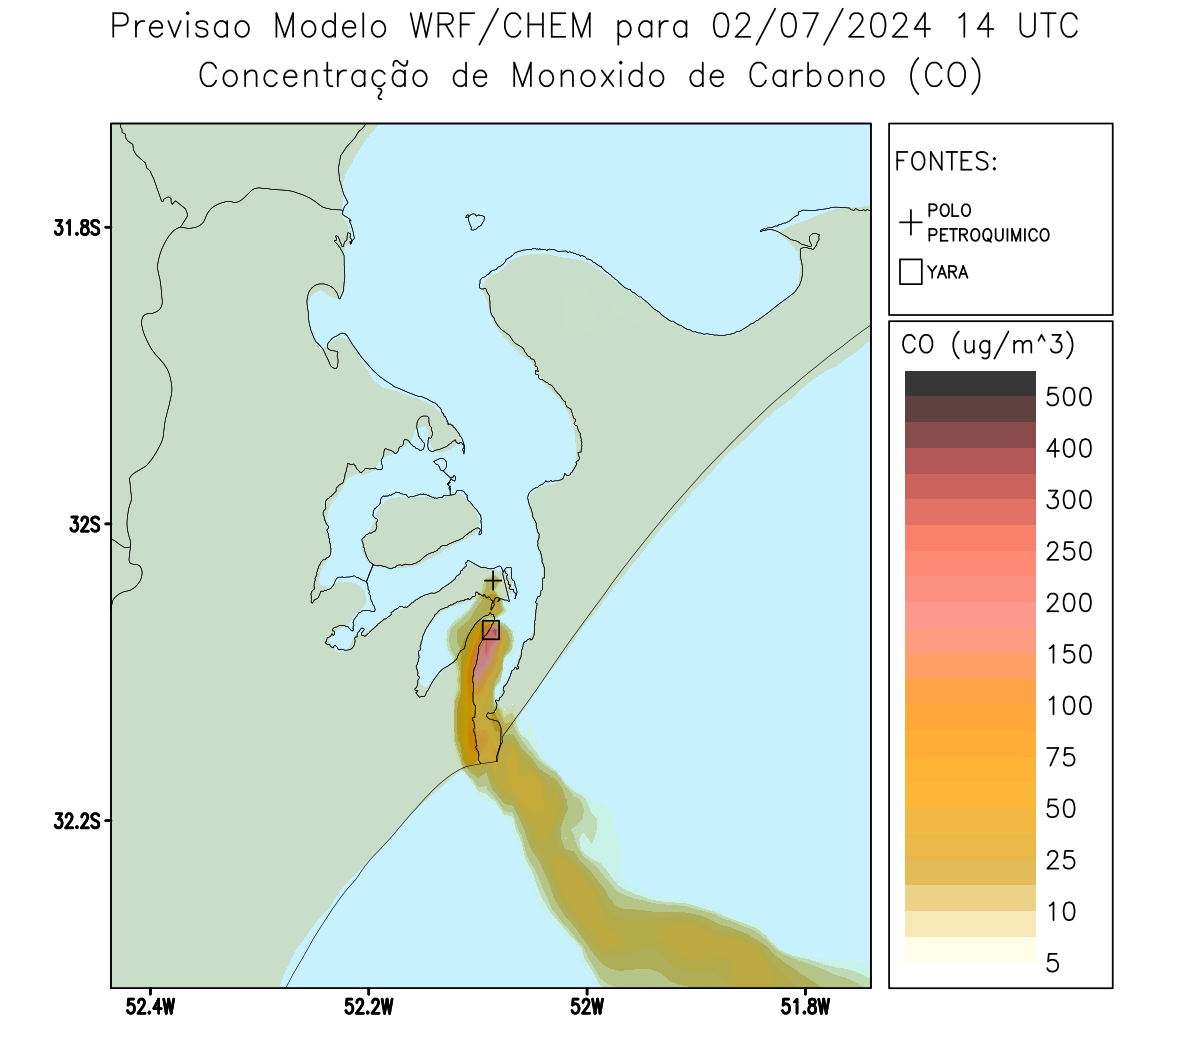 Previsao Modelo WRF/CHEM para 02/07/2024 14 UTC
Concentração de Monoxido de Carbono (CO)
FONTES:
POLO
PETROQUIMICO
YARA
31.8S
32S
32.2S
52.4W
52.2W
52W
51.8W
CO (ug/m^3)
500
400
300
250
200
150
100
75
50
25
10
5